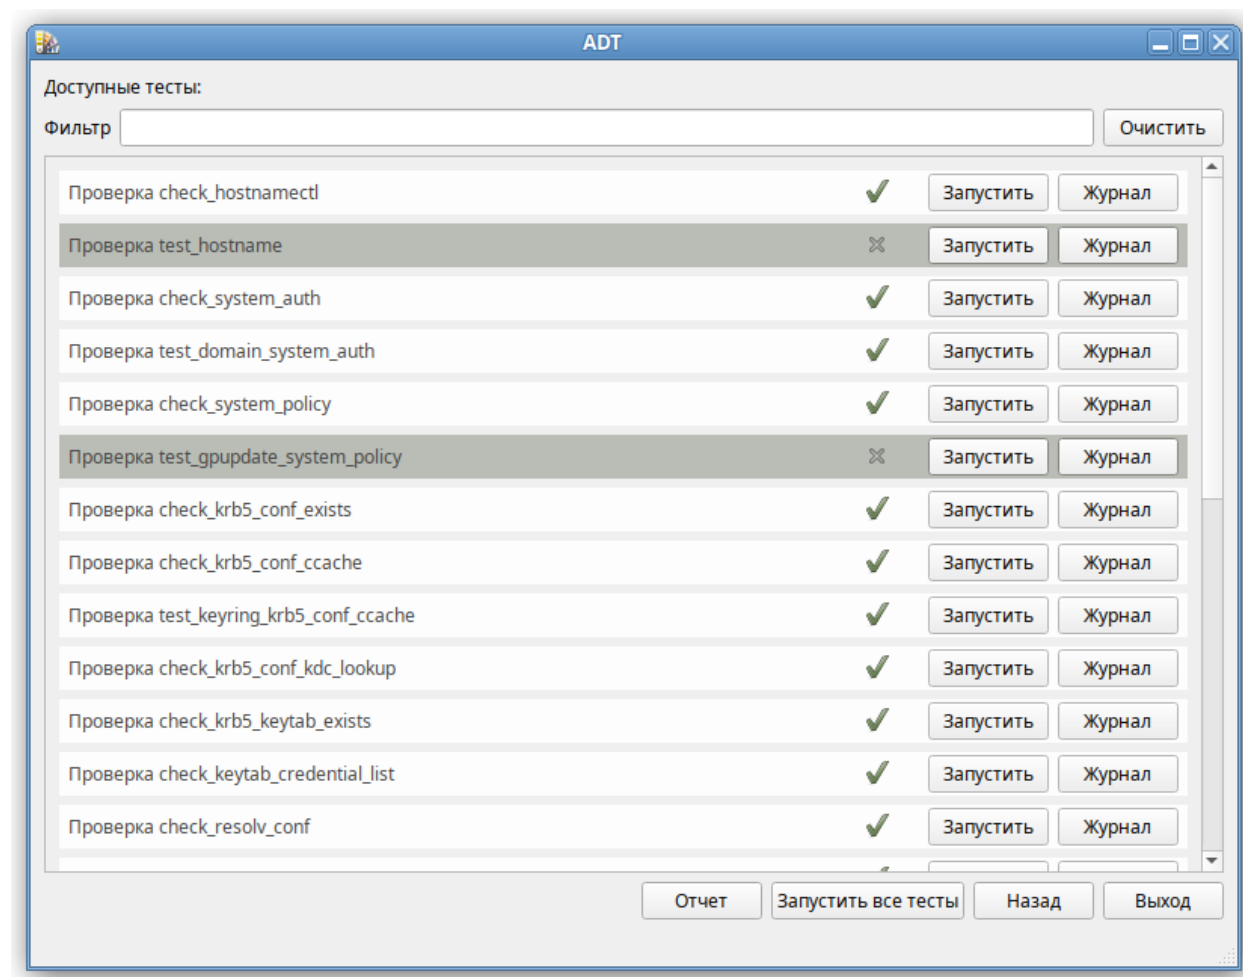 ADT
Доступные тесты:
Фильтр Очистить
Проверка check_hostnamectl Запустить Журнал
Проверка test_hostname Запустить Журнал
Проверка check_system_auth Запустить Журнал
Проверка test_domain_system_auth Запустить Журнал
Проверка check_system_policy Запустить Журнал
Проверка test_gpupdate_system_policy Запустить Журнал
Проверка check_krb5_conf_exists Запустить Журнал
Проверка check_krb5_conf_ccache Запустить Журнал
Проверка test_keyring_krb5_conf_ccache Запустить Журнал
Проверка check_krb5_conf_kdc_lookup Запустить Журнал
Проверка check_krb5_keytab_exists Запустить Журнал
Проверка check_keytab_credential_list Запустить Журнал
Проверка check_resolv_conf Запустить Журнал
Отчет Запустить все тесты Назад Выход